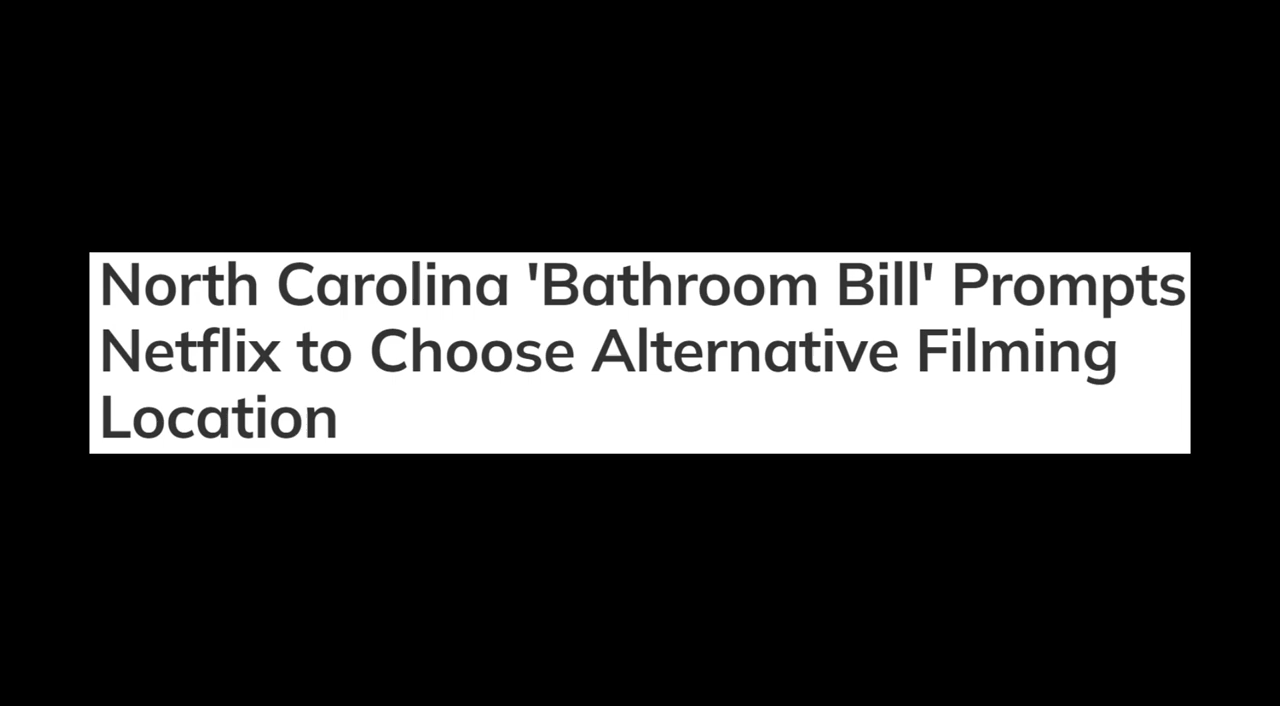 North Carolina 'Bathroom Bill' Prompts
Netflix to Choose Alternative Filming
Location